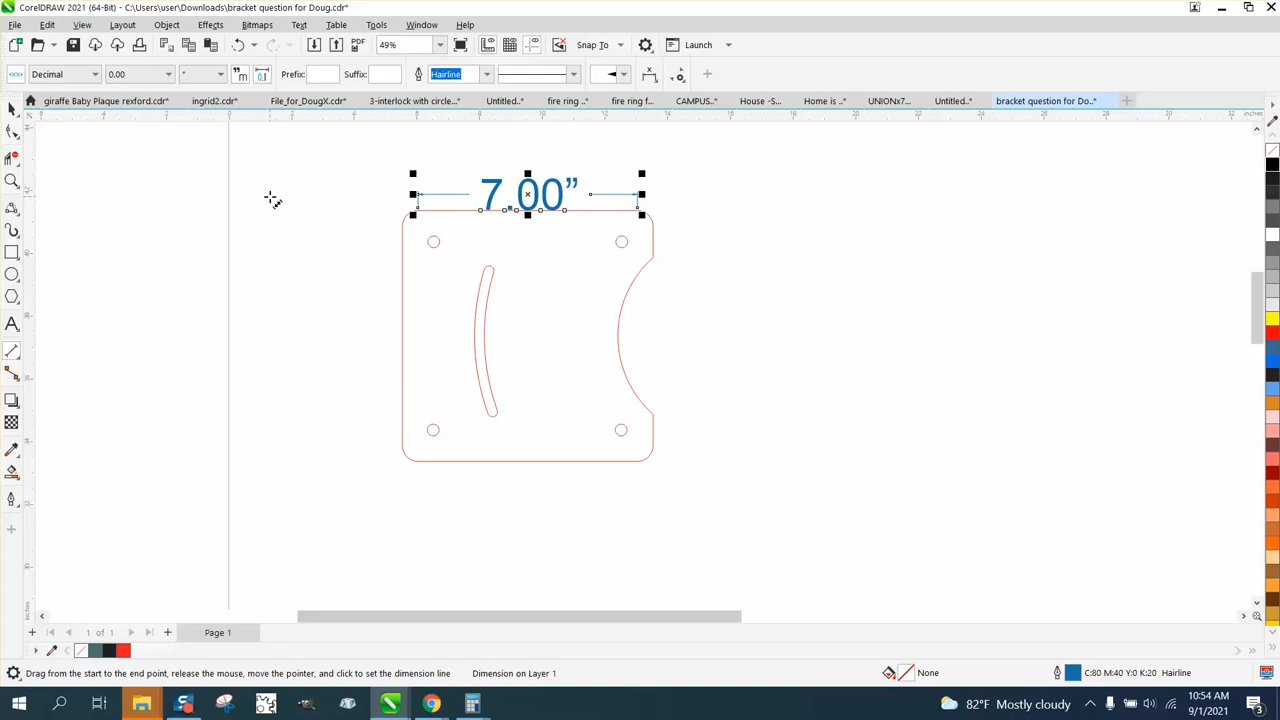 CorelDRAW 2021 (64-Bit) - C:\Users\user\Downloads\bracket question for Doug.cdr*
File Edit View Layout Object Effects Bitmaps Text Table Tools Window Help
PDF 49% Snap To Launch
Decimal 0.00 " Prefix: Suffix: Hairline
giraffe Baby Plaque rexford.cdr* ingrid2.cdr* File_for_DougX.cdr* 3-interlock with circle...* Untitled..* fire ring ..* fire ring f... CAMPUS..* House -S... Home is ..* UNIONx7... Untitled..* bracket question for Do..*
inches
7.00”
inches
1 of 1 Page 1
Drag from the start to the end point, release the mouse, move the pointer, and click to set the dimension line. Dimension on Layer 1 None C:80 M:40 Y:0 K:20 Hairline
82°F Mostly cloudy 10:54 AM
9/1/2021 3